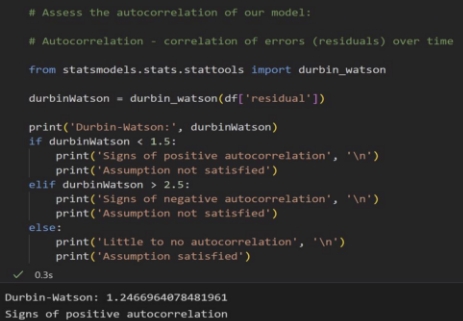 # Assess the autocorrelation of our model:
# Autocorrelation - correlation of errors (residuals) over time
from statsmodels.stats.stattools import durbin_watson
durbinWatson = durbin_watson(df['residual'])
print('Durbin-Watson:', durbinWatson)
if durbinWatson < 1.5:
    print('Signs of positive autocorrelation', '\n')
    print('Assumption not satisfied')
elif durbinWatson > 2.5:
    print('Signs of negative autocorrelation', '\n')
    print('Assumption not satisfied')
else:
    print('Little to no autocorrelation', '\n')
    print('Assumption satisfied')
✓ 0.3s
Durbin-Watson: 1.2466964078481961
Signs of positive autocorrelation